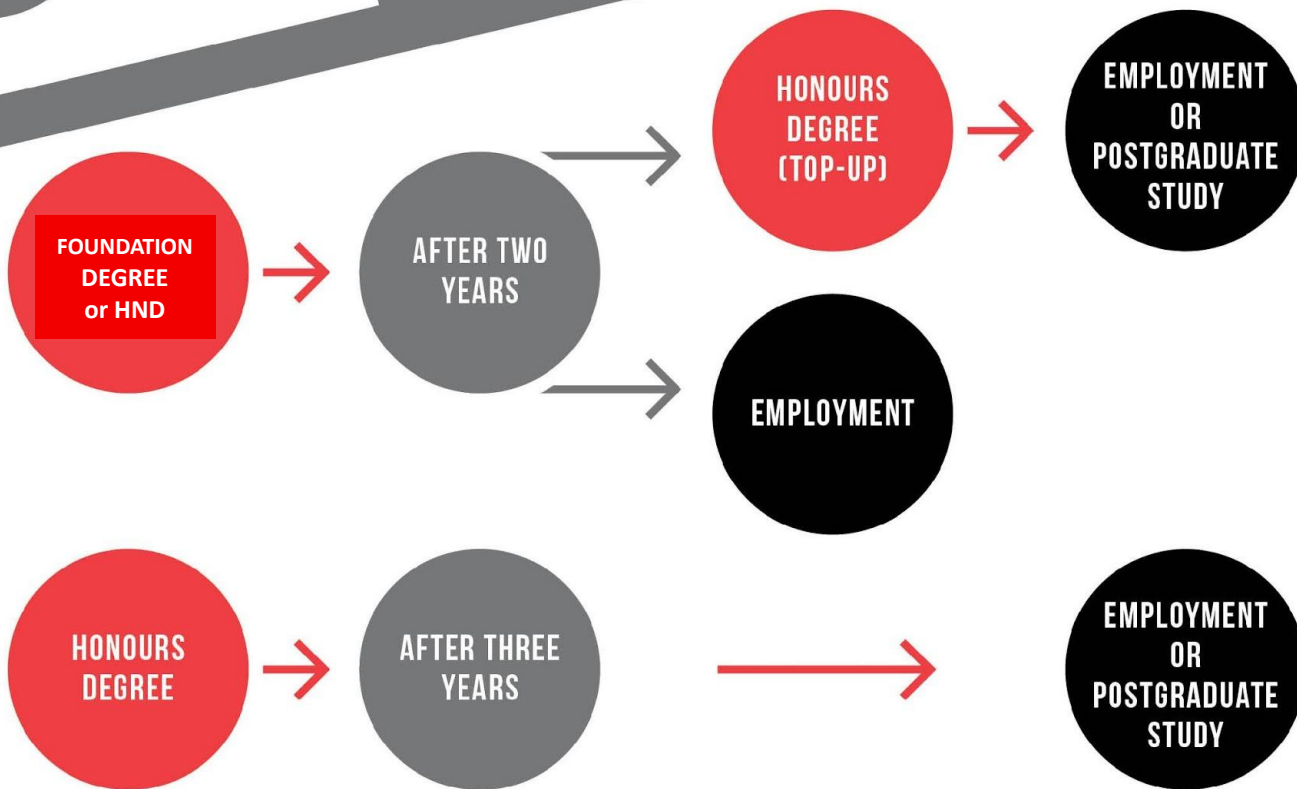 HONOURS
DEGREE
(TOP-UP)
EMPLOYMENT
OR
POSTGRADUATE
STUDY
FOUNDATION
DEGREE
or HND
AFTER TWO
YEARS
EMPLOYMENT
HONOURS
DEGREE
AFTER THREE
YEARS
EMPLOYMENT
OR
POSTGRADUATE
STUDY